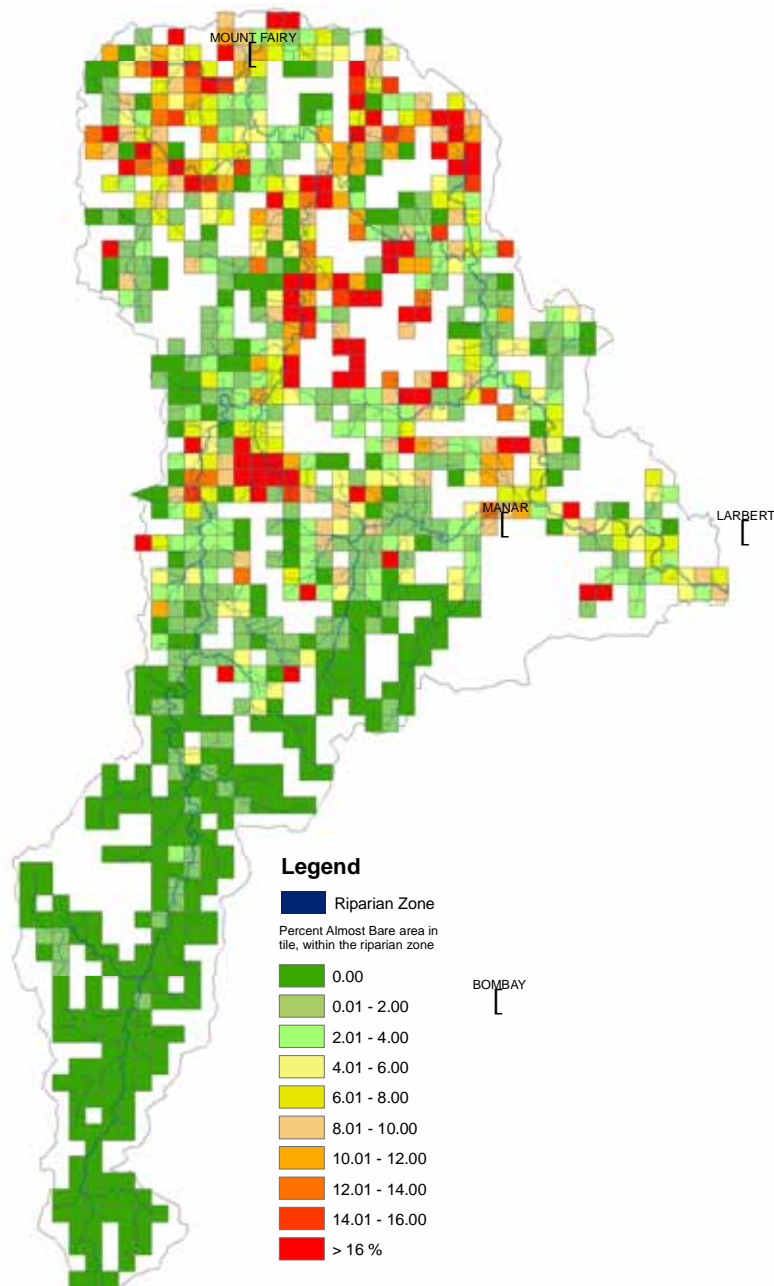 MOUNT FAIRY
MANAR
LARBERT
Legend
Riparian Zone
Percent Almost Bare area in
tile, within the riparian zone
0.00
0.01 - 2.00
2.01 - 4.00
4.01 - 6.00
6.01 - 8.00
8.01 - 10.00
10.01 - 12.00
12.01 - 14.00
14.01 - 16.00
> 16 %
BOMBAY